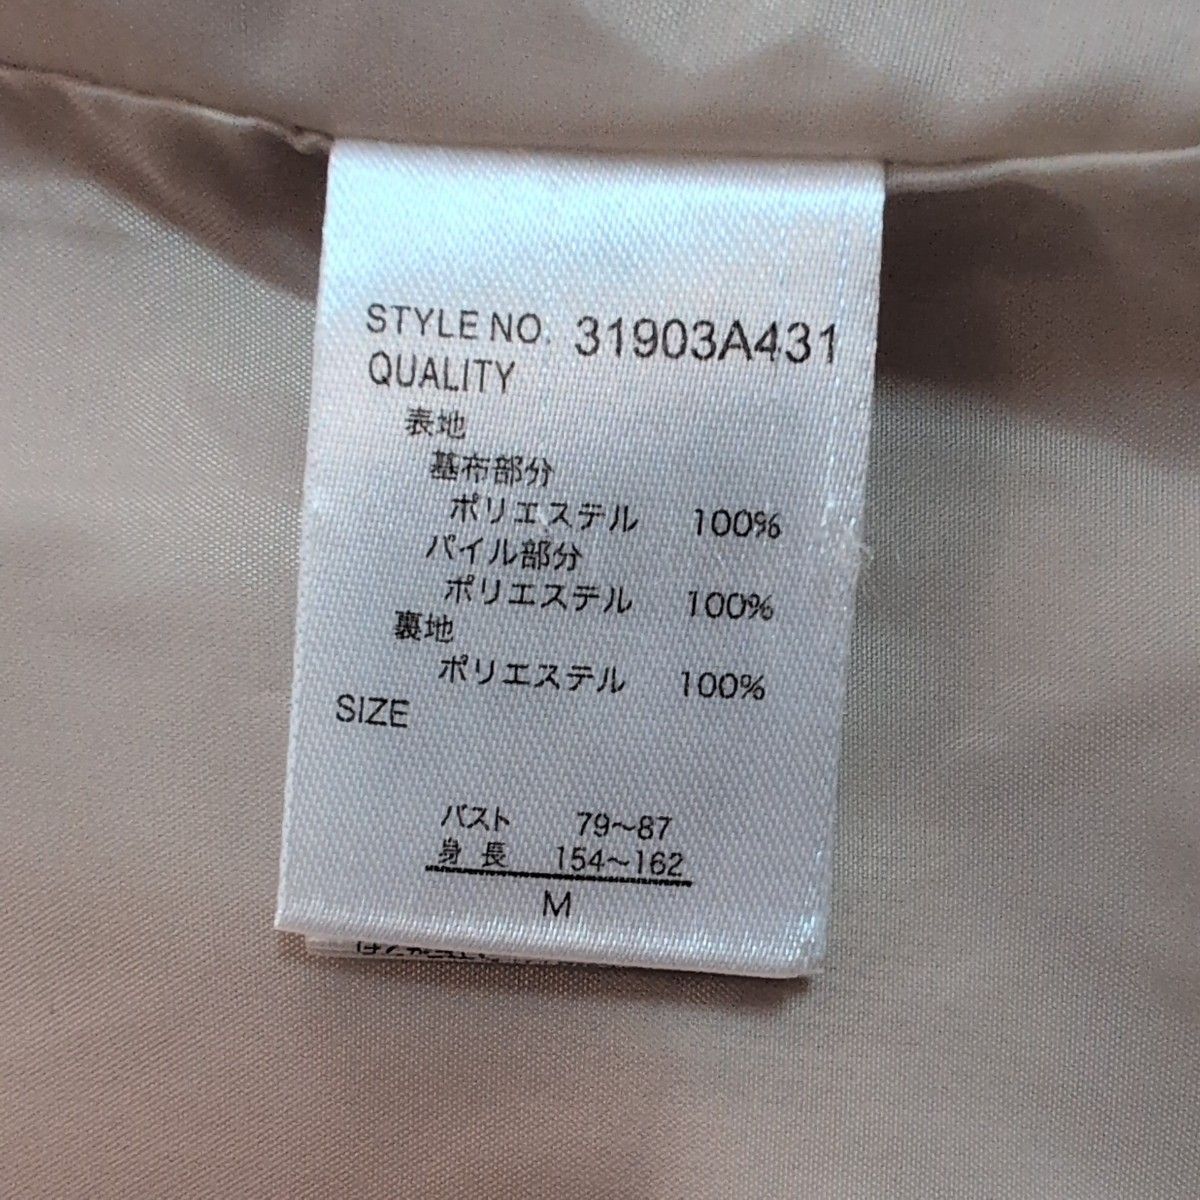 STYLE NO. 31903A431
QUALITY
表地
基布部分
ポリエステル 100%
パイル部分
ポリエステル 100%
裏地
ポリエステル 100%
SIZE
バスト 79～87
身長 154～162
M